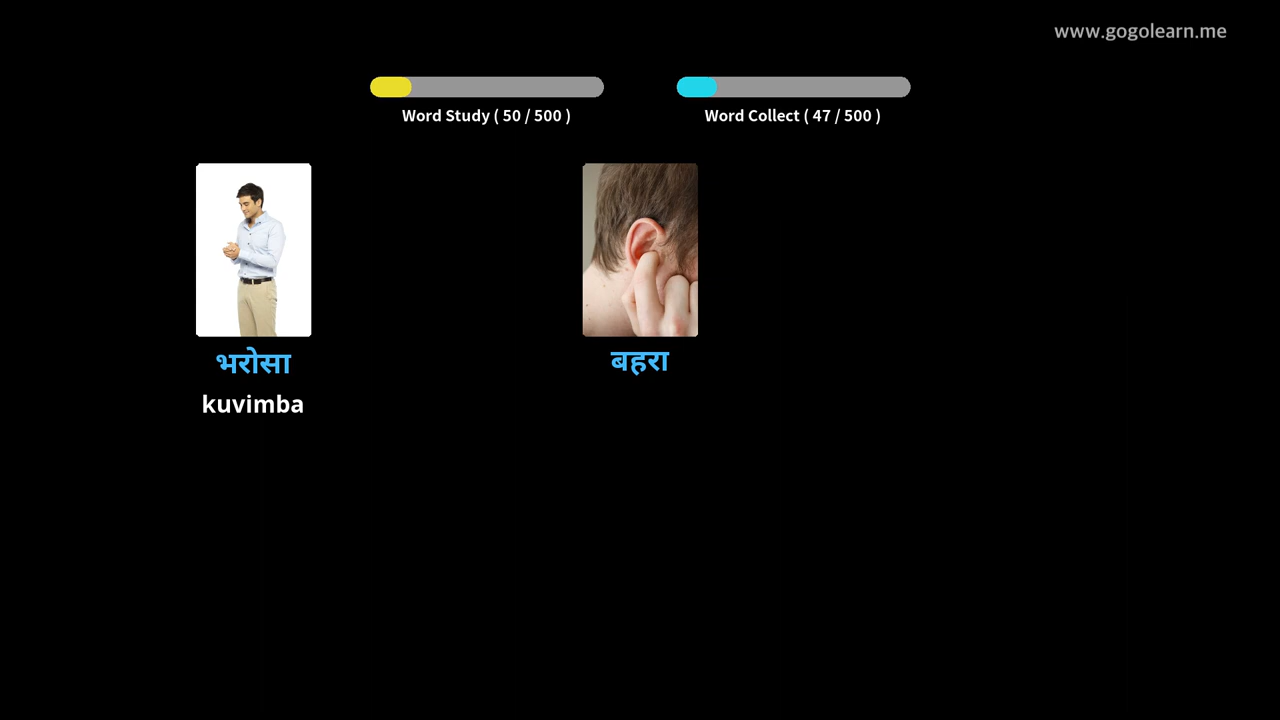 www.gogolearn.me
Word Study ( 50 / 500 )
Word Collect ( 47 / 500 )
भरोसा
kuvimba
बहरा